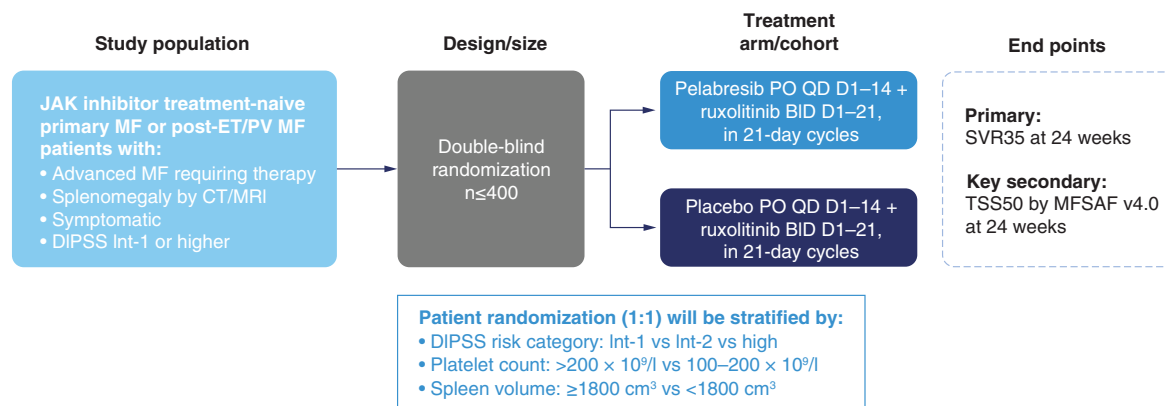 Study population
JAK inhibitor treatment-naive
primary MF or post-ET/PV MF
patients with:
• Advanced MF requiring therapy
• Splenomegaly by CT/MRI
• Symptomatic
• DIPSS Int-1 or higher
Design/size
Double-blind
randomization
n≤400
Treatment
arm/cohort
Pelabresib PO QD D1–14 +
ruxolitinib BID D1–21,
in 21-day cycles
Placebo PO QD D1–14 +
ruxolitinib BID D1–21,
in 21-day cycles
End points
Primary:
SVR35 at 24 weeks
Key secondary:
TSS50 by MFSAF v4.0
at 24 weeks
Patient randomization (1:1) will be stratified by:
• DIPSS risk category: Int-1 vs Int-2 vs high
• Platelet count: >200 × 10⁹/l vs 100–200 × 10⁹/l
• Spleen volume: ≥1800 cm³ vs <1800 cm³